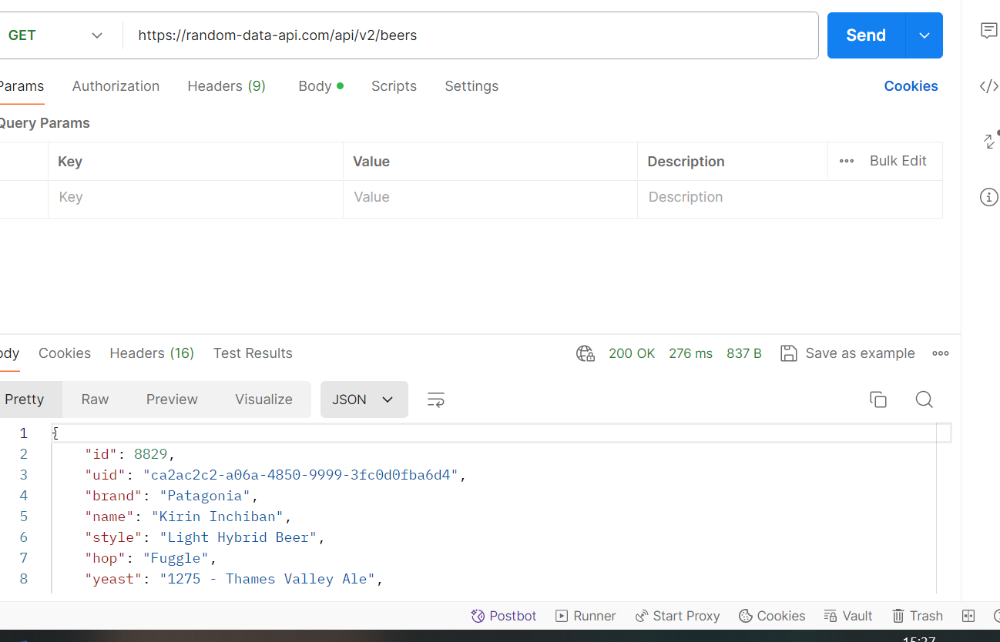 GET https://random-data-api.com/api/v2/beers Send
Params Authorization Headers (9) Body Scripts Settings Cookies
Query Params
Key Value Description Bulk Edit
Key Value Description
Body Cookies Headers (16) Test Results 200 OK 276 ms 837 B Save as example
Pretty Raw Preview Visualize JSON
1 {
2 "id": 8829,
3 "uid": "ca2ac2c2-a06a-4850-9999-3fc0d0fba6d4",
4 "brand": "Patagonia",
5 "name": "Kirin Inchiban",
6 "style": "Light Hybrid Beer",
7 "hop": "Fuggle",
8 "yeast": "1275 - Thames Valley Ale",
Postbot Runner Start Proxy Cookies Vault Trash
15:37